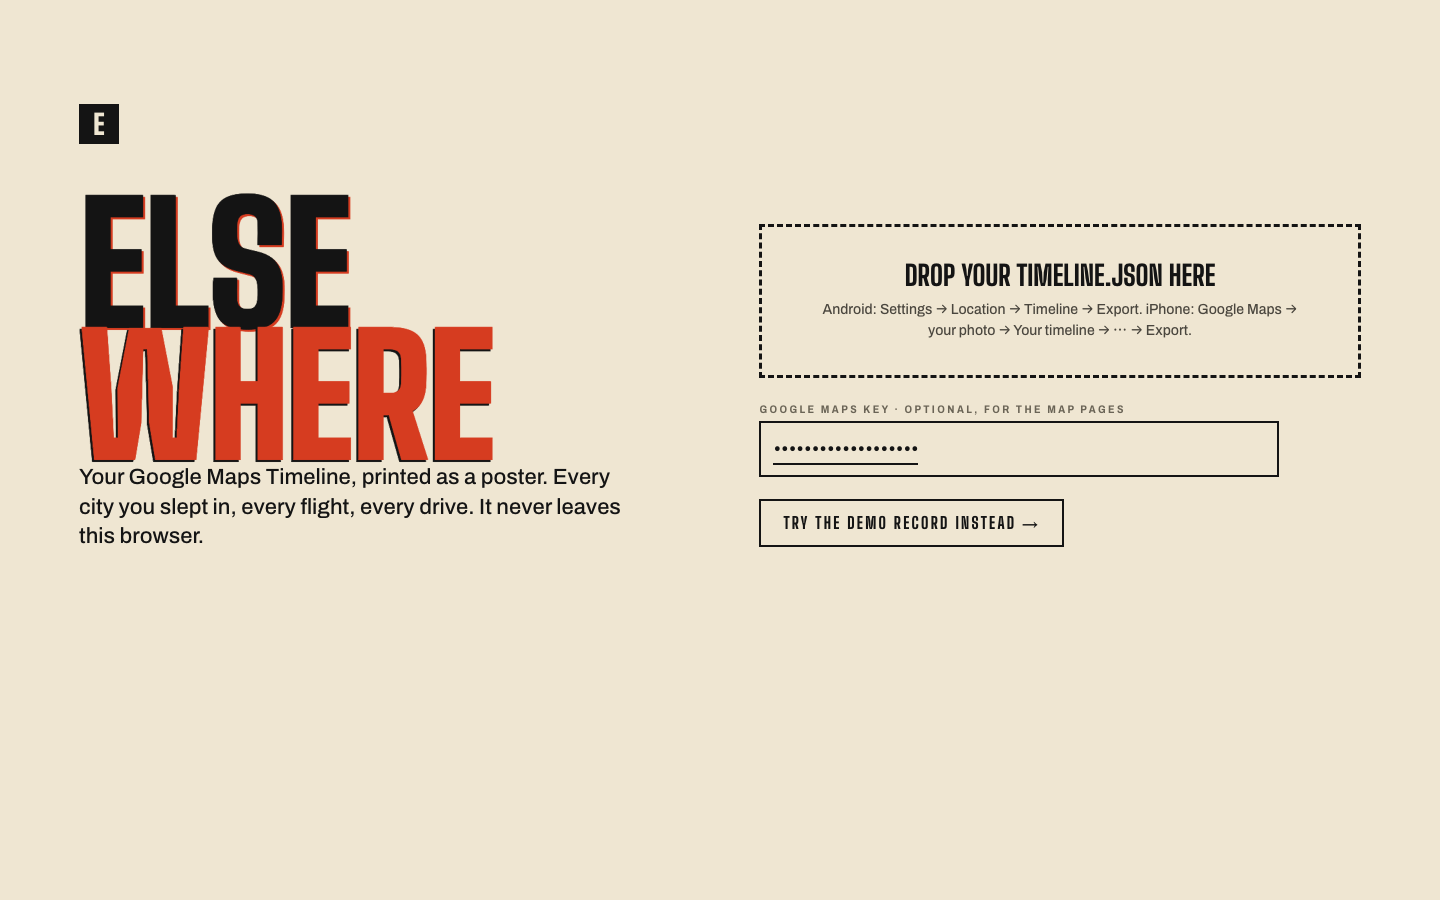 E
ELSE
WHERE
Your Google Maps Timeline, printed as a poster. Every
city you slept in, every flight, every drive. It never leaves
this browser.
DROP YOUR TIMELINE.JSON HERE
Android: Settings → Location → Timeline → Export. iPhone: Google Maps →
your photo → Your timeline → ··· → Export.
GOOGLE MAPS KEY · OPTIONAL, FOR THE MAP PAGES
•••••••••••••••••••
TRY THE DEMO RECORD INSTEAD →